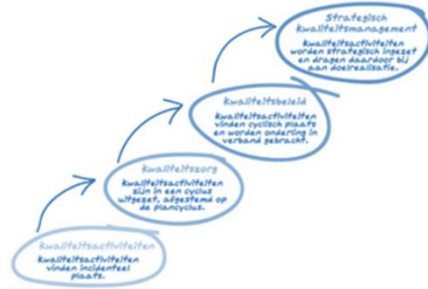 Strategisch
kwaliteitsmanagement
kwaliteitsactiviteiten
worden strategisch ingezet
en dragen daardoor bij
aan doelrealisatie.
kwaliteitsbeleid
kwaliteitsactiviteiten
vinden cyclisch plaats
en worden onderling in
verband gebracht.
kwaliteitszorg
kwaliteitsactiviteiten
zijn in een cyclus
uitgezet, afgestemd op
de plancyclus.
kwaliteitsactiviteiten
kwaliteitsactiviteiten
vinden incidenteel
plaats.